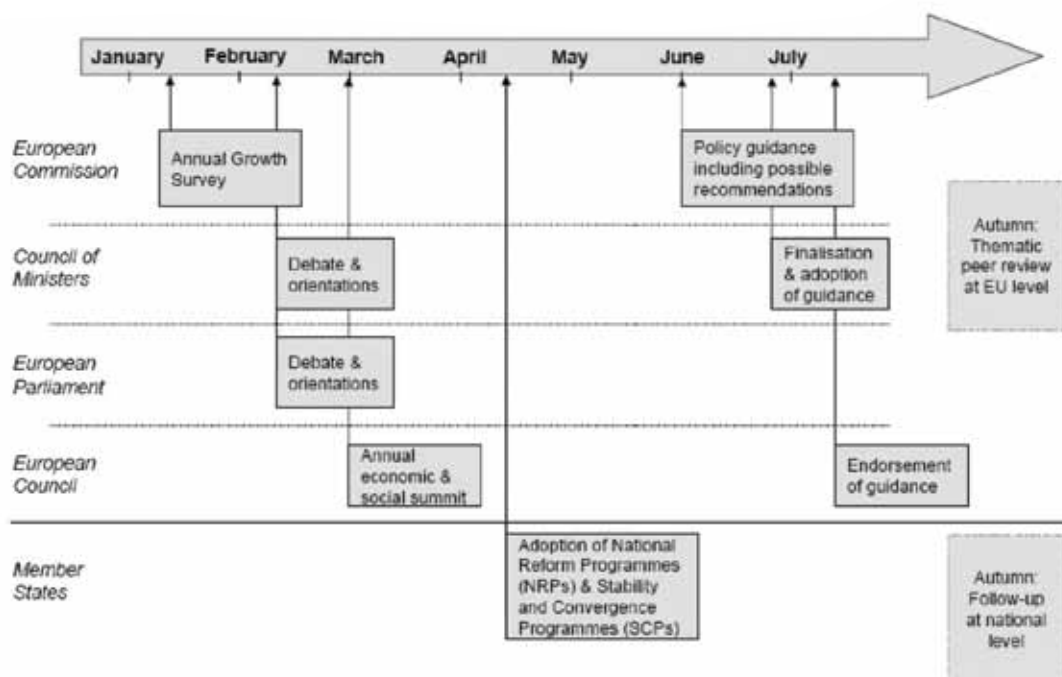 January February March April May June July
European
Commission
Annual Growth
Survey
Policy guidance
including possible
recommendations
Autumn:
Thematic
peer review
at EU level
Council of
Ministers
Debate &
orientations
Finalisation
& adoption
of guidance
European
Parliament
Debate &
orientations
European
Council
Annual
economic &
social summit
Endorsement
of guidance
Member
States
Adoption of National
Reform Programmes
(NRPs) & Stability
and Convergence
Programmes (SCPs)
Autumn:
Follow-up
at national
level